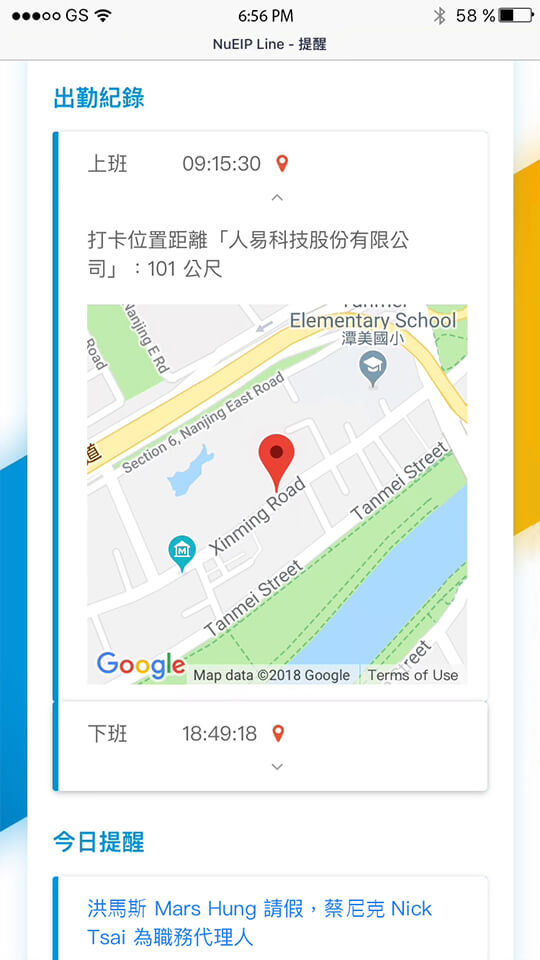 GS 6:56 PM 58 %
NuEIP Line - 提醒
出勤紀錄
上班 09:15:30
打卡位置距離「人易科技股份有限公
司」：101 公尺
Nanjing E Rd
Road
Tanmei
Elementary School
潭美國小
道
Section 6, Nanjing East Road
Xinming Road
Tanmei Street
Tanmei Street
Street
M
Google
Map data ©2018 Google
Terms of Use
下班 18:49:18
今日提醒
洪馬斯 Mars Hung 請假，蔡尼克 Nick
Tsai 為職務代理人